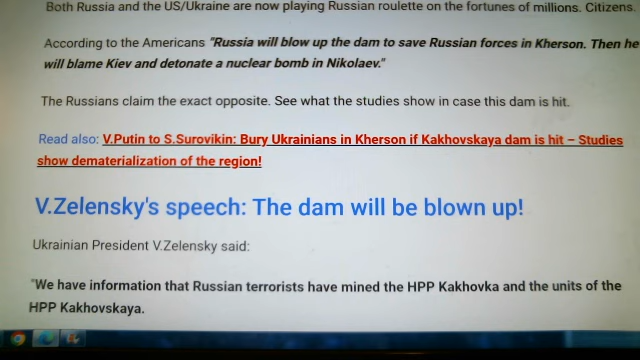 Both Russia and the US/Ukraine are now playing Russian roulette on the fortunes of millions. Citizens.
According to the Americans "Russia will blow up the dam to save Russian forces in Kherson. Then he
will blame Kiev and detonate a nuclear bomb in Nikolaev."
The Russians claim the exact opposite. See what the studies show in case this dam is hit.
Read also: V.Putin to S.Surovikin: Bury Ukrainians in Kherson if Kakhovskaya dam is hit – Studies
show dematerialization of the region!
V.Zelensky's speech: The dam will be blown up!
Ukrainian President V.Zelensky said:
"We have information that Russian terrorists have mined the HPP Kakhovka and the units of the
HPP Kakhovskaya.